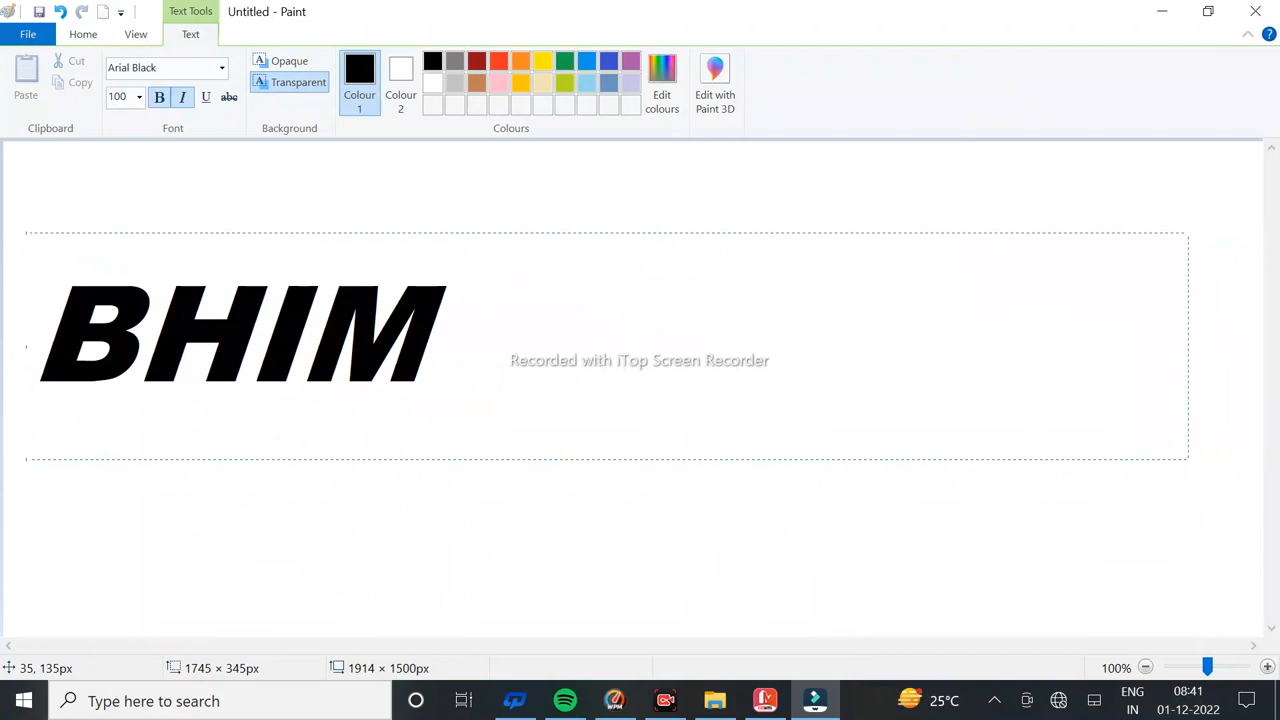 Text Tools
Untitled - Paint
File
Home
View
Text
Paste
Cut
Copy
Clipboard
Arial Black
100
B
I
U
abc
Font
A Opaque
A Transparent
Background
Colour 1
Colour 2
Edit colours
Colours
Edit with Paint 3D
BHIM
Recorded with iTop Screen Recorder
35, 135px
1745 × 345px
1914 × 1500px
100%
Type here to search
WPM
25°C
ENG
IN
08:41
01-12-2022